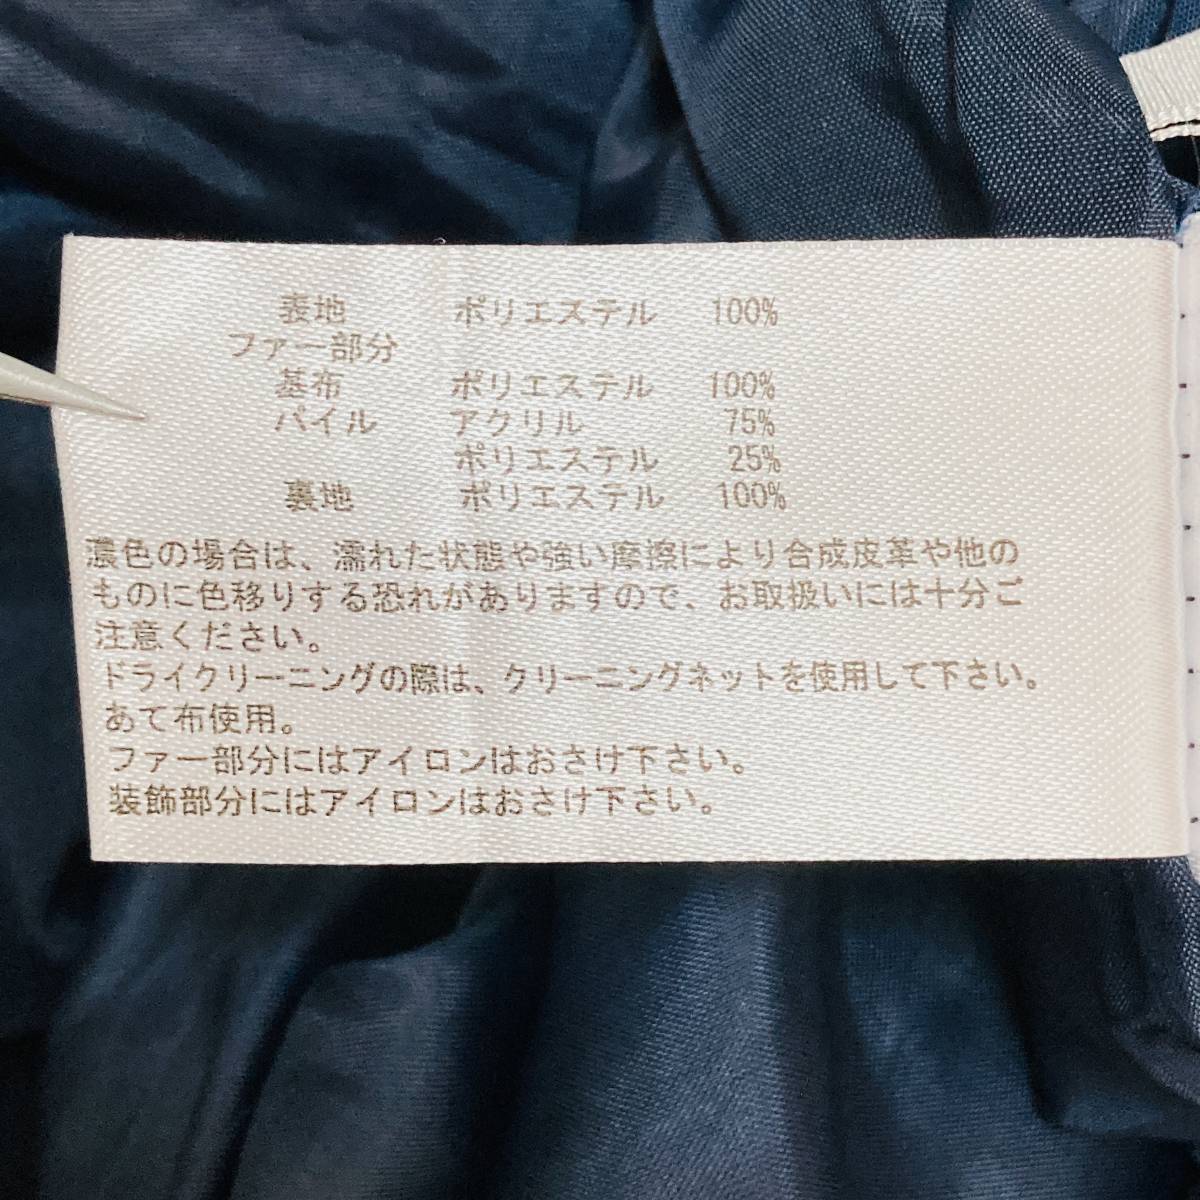 表地 ポリエステル 100%
ファー部分
基布 ポリエステル 100%
パイル アクリル 75%
ポリエステル 25%
裏地 ポリエステル 100%
濃色の場合は、濡れた状態や強い摩擦により合成皮革や他の
ものに色移りする恐れがありますので、お取扱いには十分ご
注意ください。
ドライクリーニングの際は、クリーニングネットを使用して下さい。
あて布使用。
ファー部分にはアイロンはおさけ下さい。
装飾部分にはアイロンはおさけ下さい。